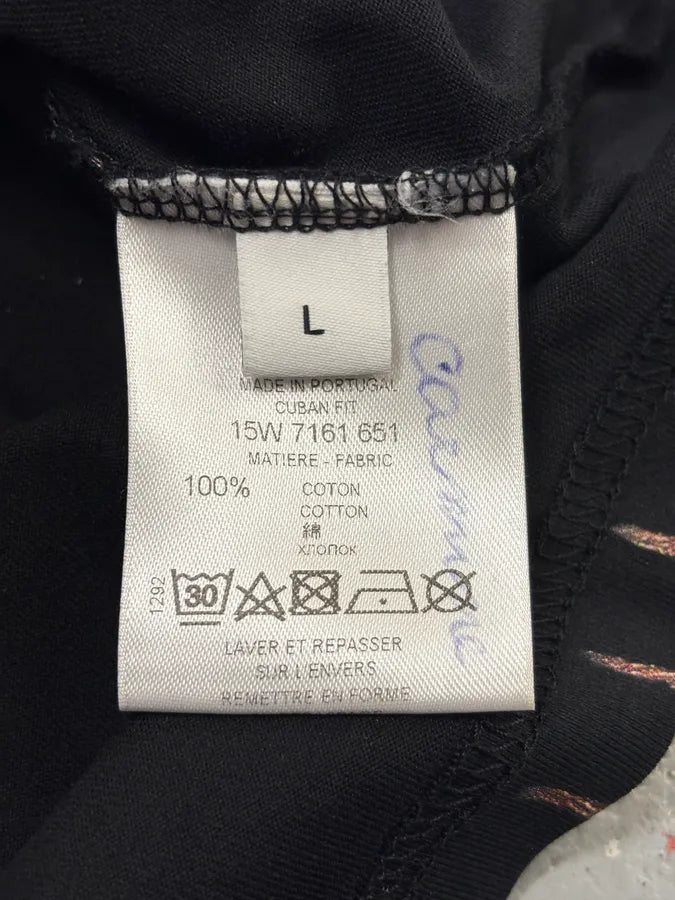 L
MADE IN PORTUGAL
CUBAN FIT
15W 7161 651
MATIERE - FABRIC
100% COTON
COTTON
綿
ХЛОПОК
1292
30
LAVER ET REPASSER
SUR L'ENVERS
REMETTRE EN FORME